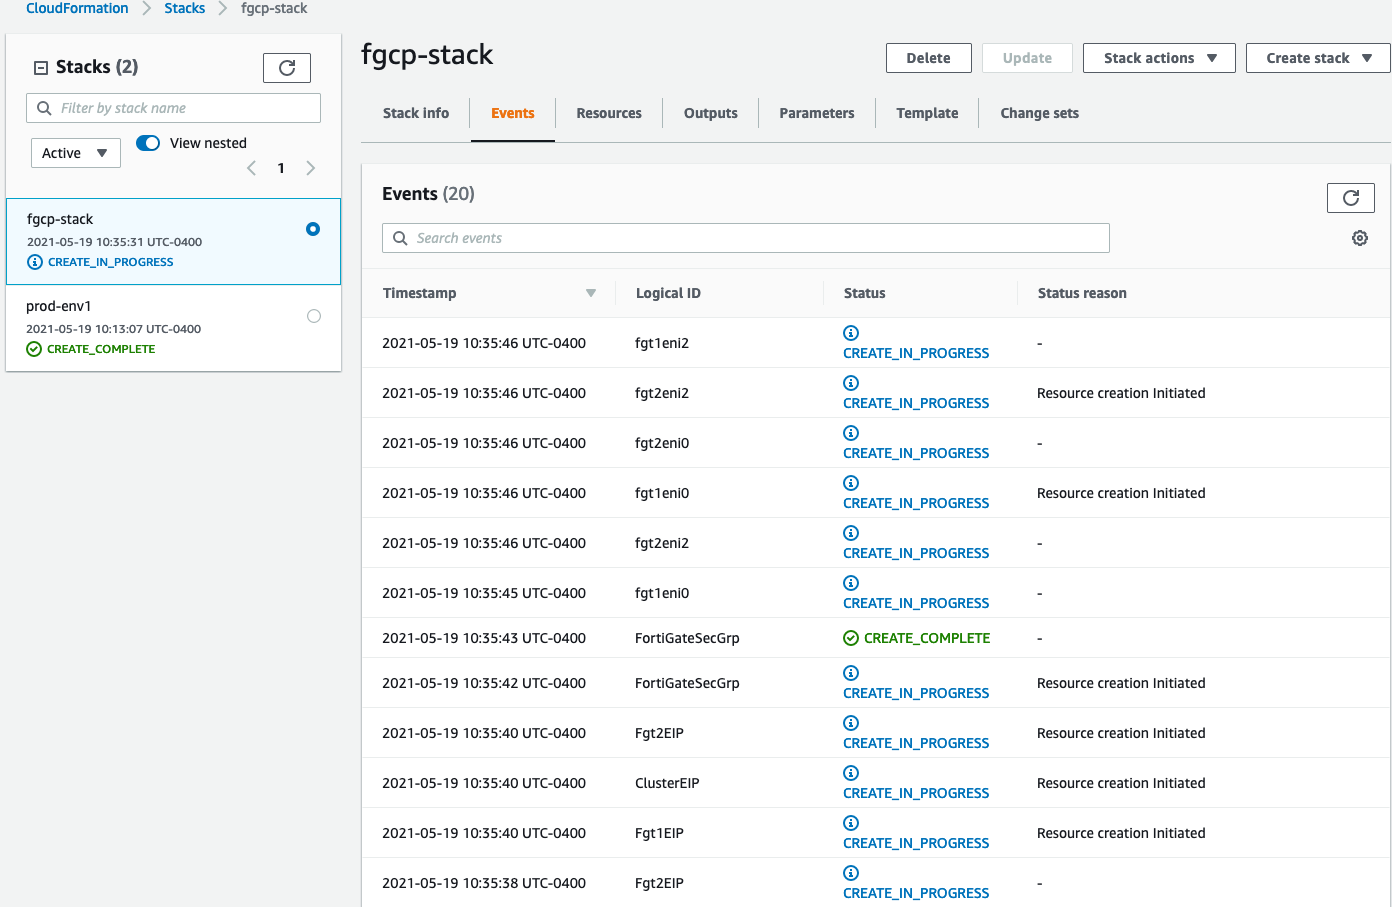 CloudFormation > Stacks > fgcp-stack
Stacks (2)
Filter by stack name
Active
View nested
1
fgcp-stack
2021-05-19 10:35:31 UTC-0400
CREATE_IN_PROGRESS
prod-env1
2021-05-19 10:13:07 UTC-0400
CREATE_COMPLETE
fgcp-stack
Delete Update Stack actions Create stack
Stack info Events Resources Outputs Parameters Template Change sets
Events (20)
Search events
Timestamp Logical ID Status Status reason
2021-05-19 10:35:46 UTC-0400 fgt1eni2 CREATE_IN_PROGRESS -
2021-05-19 10:35:46 UTC-0400 fgt2eni2 CREATE_IN_PROGRESS Resource creation Initiated
2021-05-19 10:35:46 UTC-0400 fgt2eni0 CREATE_IN_PROGRESS -
2021-05-19 10:35:46 UTC-0400 fgt1eni0 CREATE_IN_PROGRESS Resource creation Initiated
2021-05-19 10:35:46 UTC-0400 fgt2eni2 CREATE_IN_PROGRESS -
2021-05-19 10:35:45 UTC-0400 fgt1eni0 CREATE_IN_PROGRESS -
2021-05-19 10:35:43 UTC-0400 FortiGateSecGrp CREATE_COMPLETE -
2021-05-19 10:35:42 UTC-0400 FortiGateSecGrp CREATE_IN_PROGRESS Resource creation Initiated
2021-05-19 10:35:40 UTC-0400 Fgt2EIP CREATE_IN_PROGRESS Resource creation Initiated
2021-05-19 10:35:40 UTC-0400 ClusterEIP CREATE_IN_PROGRESS Resource creation Initiated
2021-05-19 10:35:40 UTC-0400 Fgt1EIP CREATE_IN_PROGRESS Resource creation Initiated
2021-05-19 10:35:38 UTC-0400 Fgt2EIP CREATE_IN_PROGRESS -